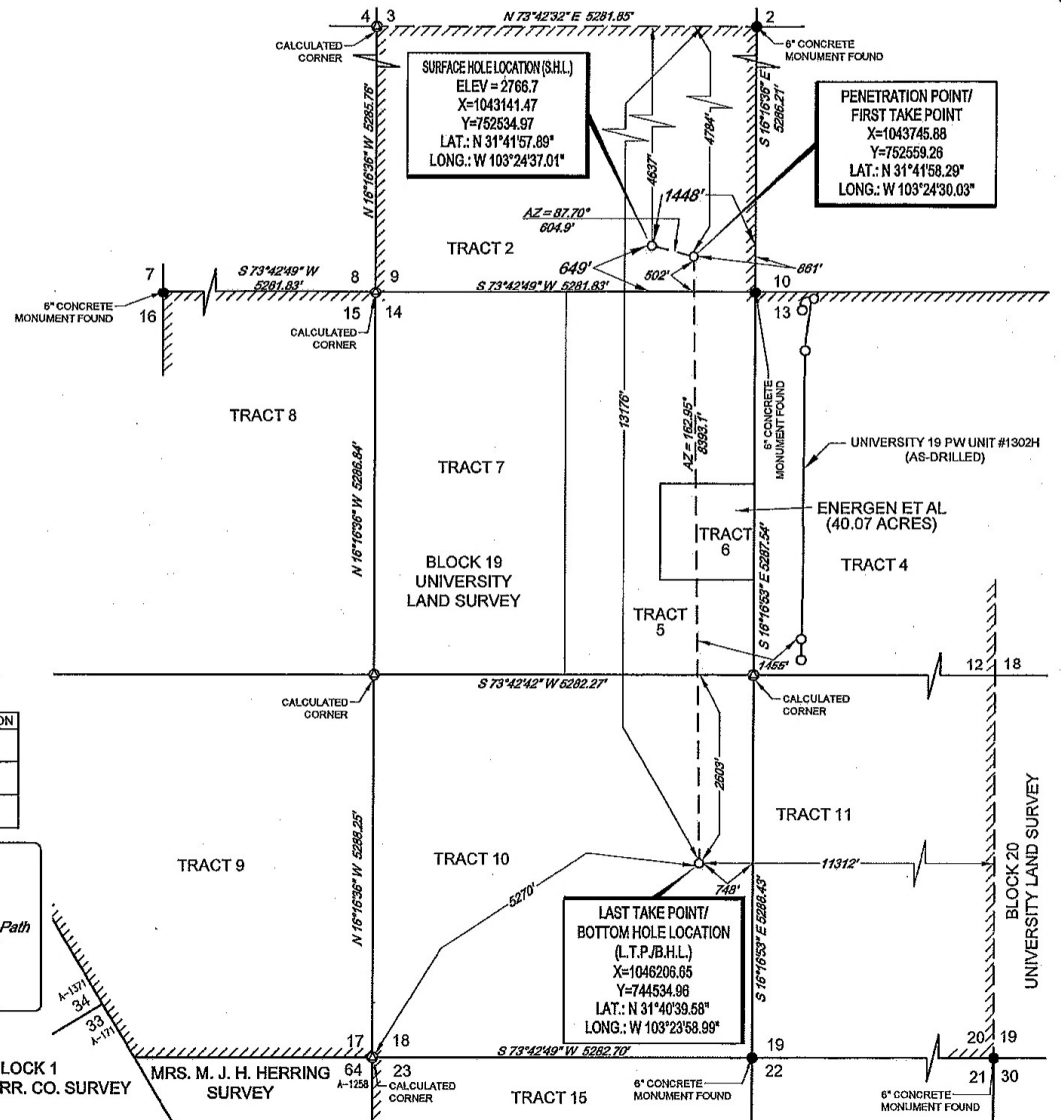 4 3
N 73°42'32" E 5281.85'
2
CALCULATED
CORNER
6" CONCRETE
MONUMENT FOUND
SURFACE HOLE LOCATION (S.H.L.)
ELEV = 2766.7
X=1043141.47
Y=752534.97
LAT.: N 31°41'57.89"
LONG.: W 103°24'37.01"
PENETRATION POINT/
FIRST TAKE POINT
X=1043745.88
Y=752559.26
LAT.: N 31°41'58.29"
LONG.: W 103°24'30.03"
N 16°16'36" W 5285.76'
S 16°16'36" E
5286.21'
4637'
4784'
1448'
AZ = 87.70°
604.9'
TRACT 2
649'
502'
861'
7
S 73°42'49" W
5281.83'
8 9
S 73°42'49" W 5281.83'
10
6" CONCRETE
MONUMENT FOUND
16
15 14
13
CALCULATED
CORNER
6" CONCRETE
MONUMENT FOUND
TRACT 8
13176'
AZ = 162.95°
8393.1'
UNIVERSITY 19 PW UNIT #1302H
(AS-DRILLED)
TRACT 7
N 16°16'36" W 5286.84'
ENERGEN ET AL
(40.07 ACRES)
TRACT
6
BLOCK 19
UNIVERSITY
LAND SURVEY
TRACT 4
S 16°16'53" E 5287.54'
TRACT
5
1455'
12 18
S 73°42'42" W 5282.27'
CALCULATED
CORNER
CALCULATED
CORNER
ON
2603'
TRACT 11
TRACT 9
TRACT 10
11312'
748'
5270'
N 16°16'36" W 5288.25'
S 16°16'53" E 5288.43'
BLOCK 20
UNIVERSITY LAND SURVEY
Path
LAST TAKE POINT/
BOTTOM HOLE LOCATION
(L.T.P./B.H.L.)
X=1046206.65
Y=744534.96
LAT.: N 31°40'39.58"
LONG.: W 103°23'58.99"
A-1371
34
33
A-171
17 18
S 73°42'49" W 5282.70'
19
20 19
LOCK 1
RR. CO. SURVEY
MRS. M. J. H. HERRING
SURVEY
64
A-1258
23
CALCULATED
CORNER
TRACT 15
6" CONCRETE
MONUMENT FOUND
22
6" CONCRETE
MONUMENT FOUND
21 30